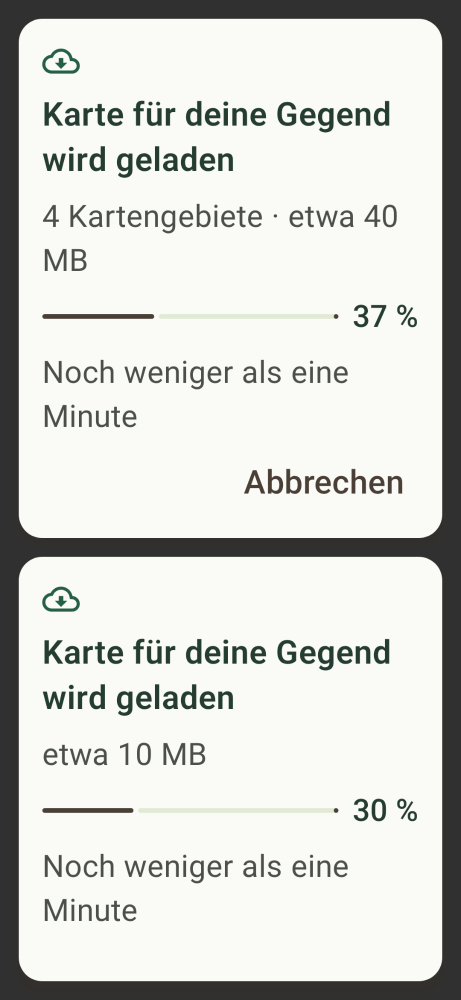 Karte für deine Gegend
wird geladen
4 Kartengebiete · etwa 40
MB
37 %
Noch weniger als eine
Minute
Abbrechen
Karte für deine Gegend
wird geladen
etwa 10 MB
30 %
Noch weniger als eine
Minute